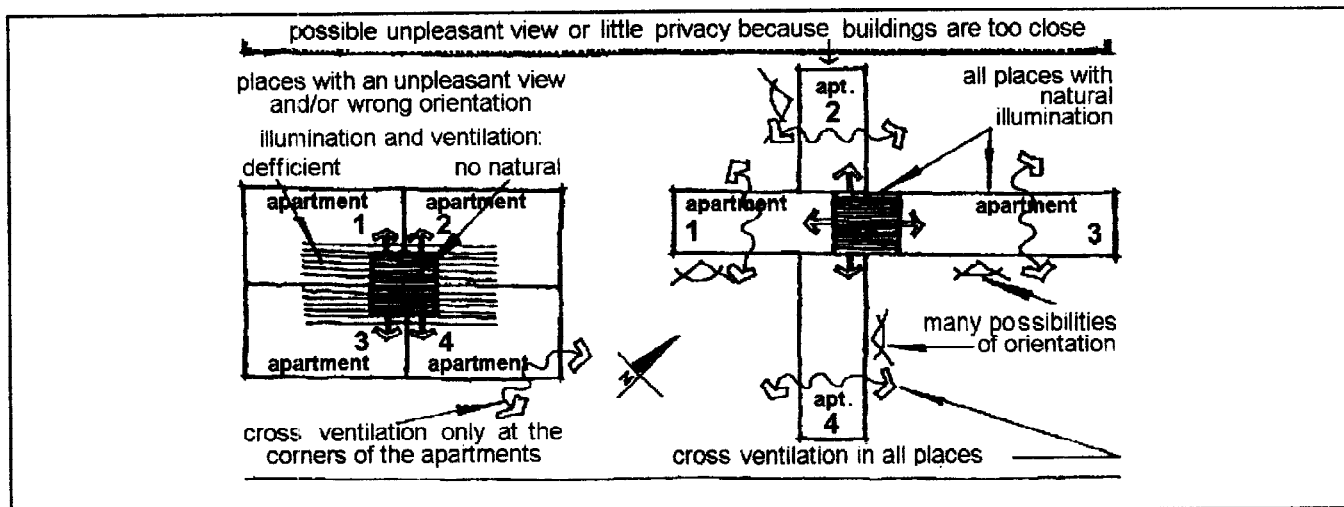 possible unpleasant view or little privacy because buildings are too close
places with an unpleasant view
and/or wrong orientation
illumination and ventilation:
defficient
no natural
apartment
1
apartment
2
3
apartment
4
apartment
cross ventilation only at the
corners of the apartments
N
apt.
2
all places with
natural
illumination
apartment
1
apartment
3
many possibilities
of orientation
apt.
4
cross ventilation in all places